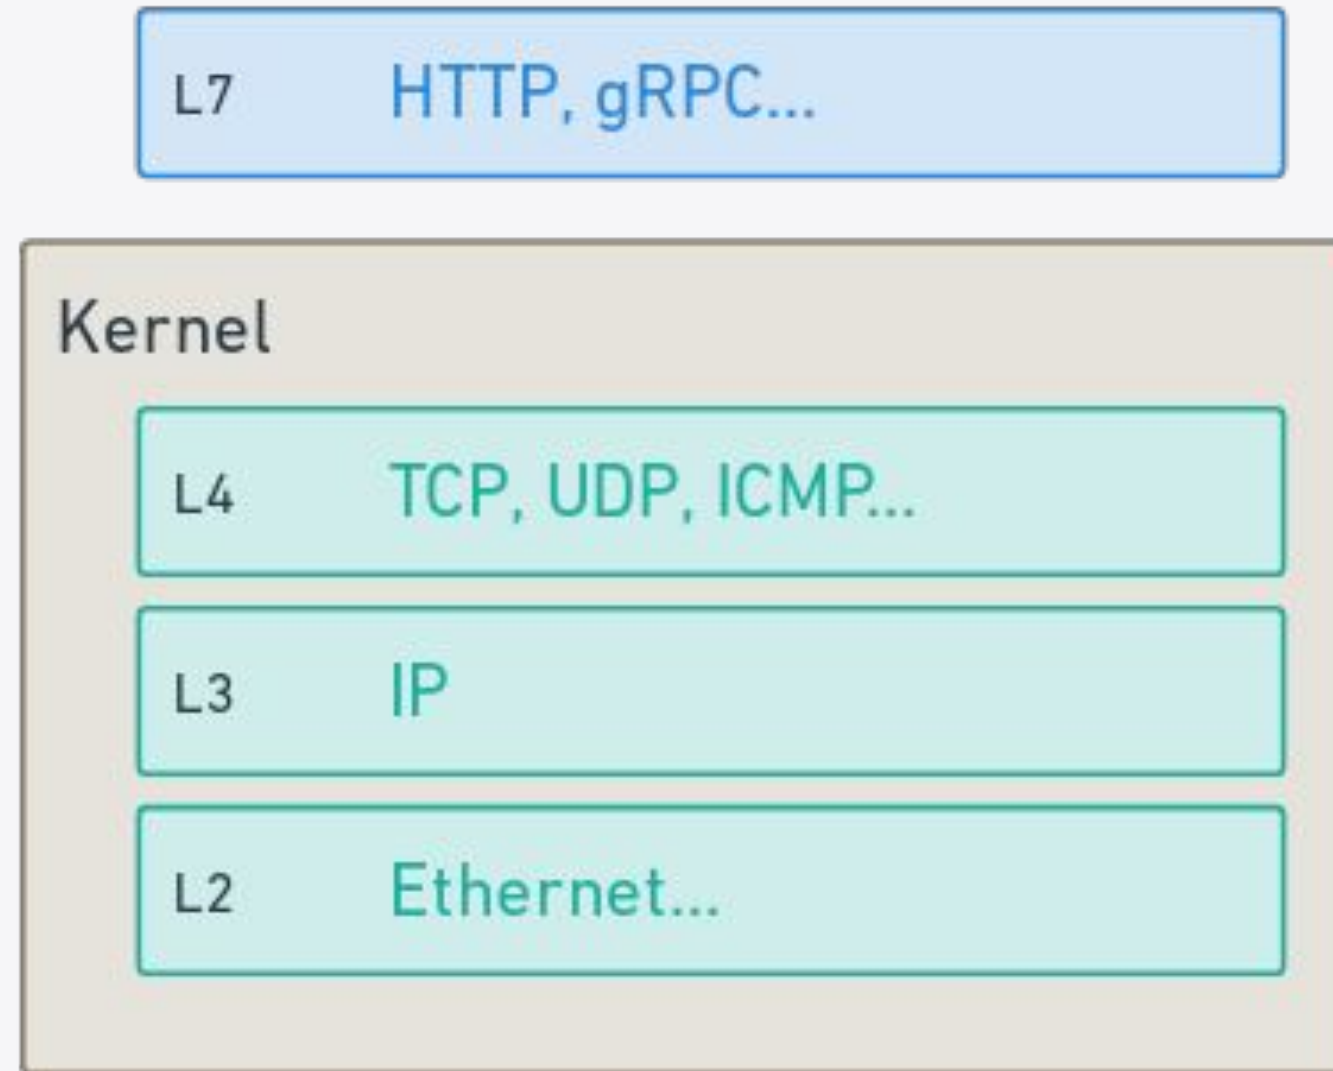 L7 HTTP, gRPC...
Kernel
L4 TCP, UDP, ICMP...
L3 IP
L2 Ethernet...